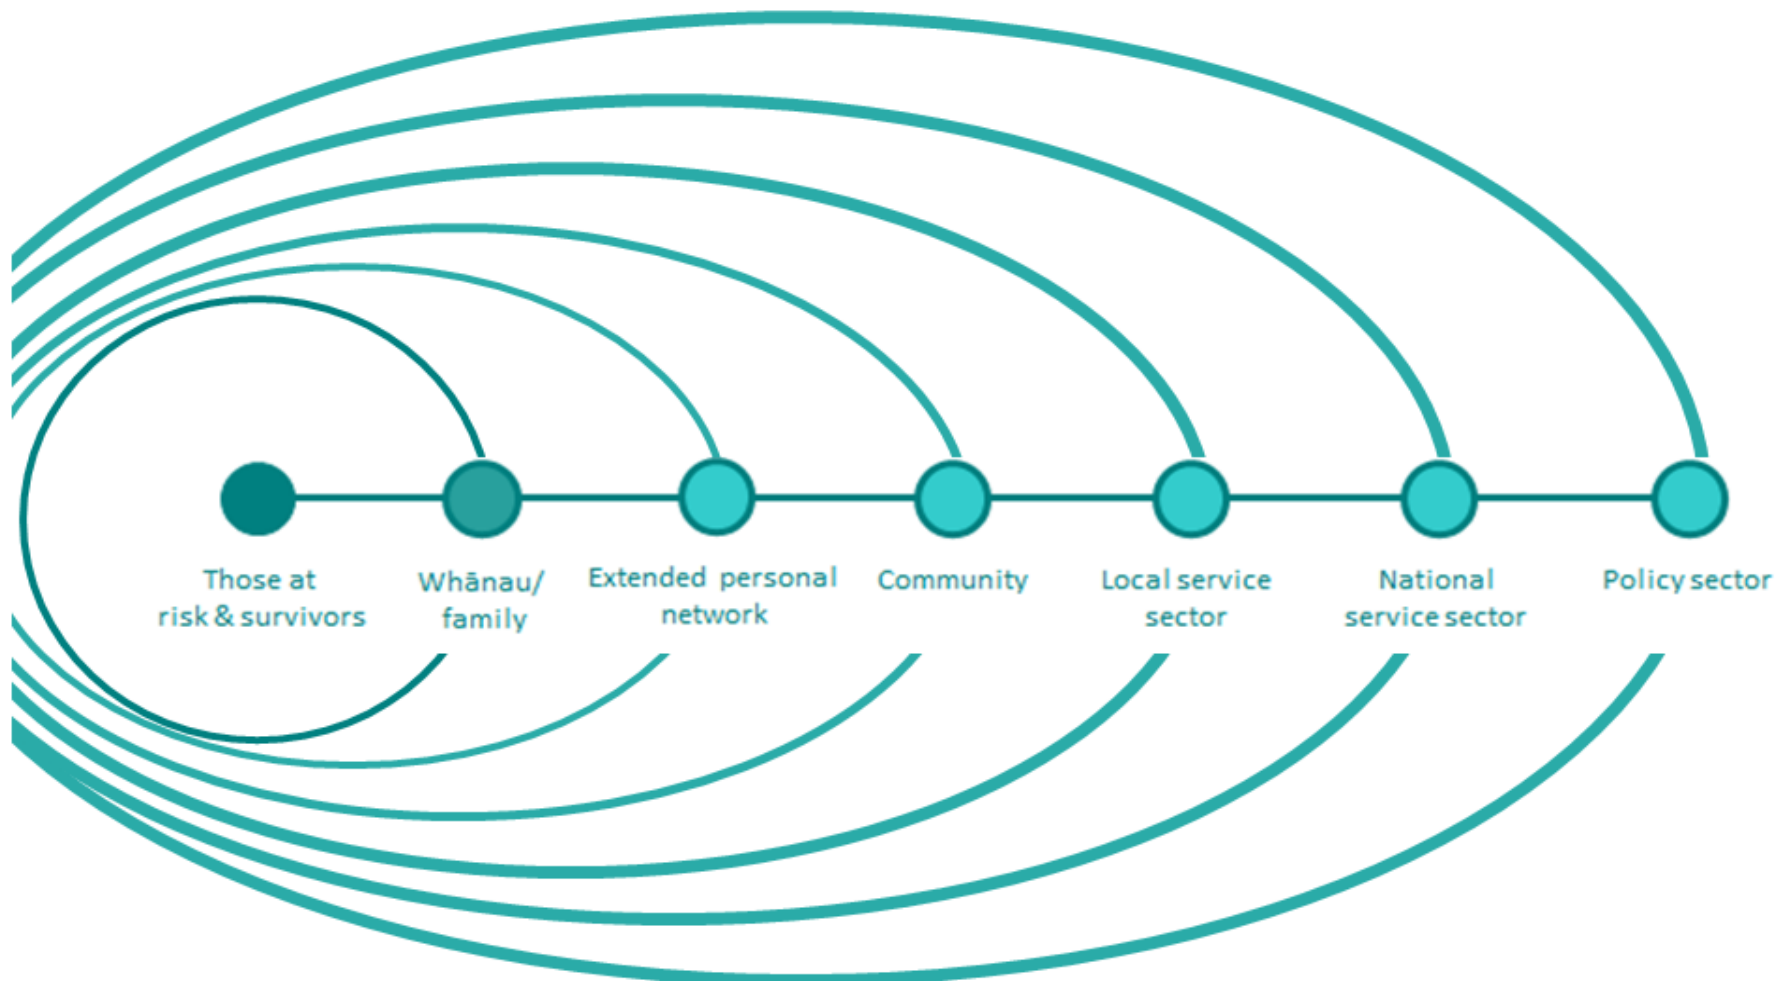 Those at
risk & survivors
Whānau/
family
Extended personal
network
Community
Local service
sector
National
service sector
Policy sector